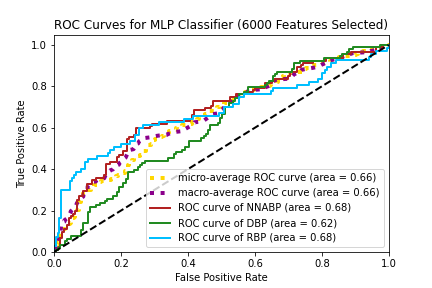 ROC Curves for MLP Classifier (6000 Features Selected)
True Positive Rate
1.0
0.8
0.6
0.4
0.2
0.0
micro-average ROC curve (area = 0.66)
macro-average ROC curve (area = 0.66)
ROC curve of NNABP (area = 0.68)
ROC curve of DBP (area = 0.62)
ROC curve of RBP (area = 0.68)
0.0 0.2 0.4 0.6 0.8 1.0
False Positive Rate